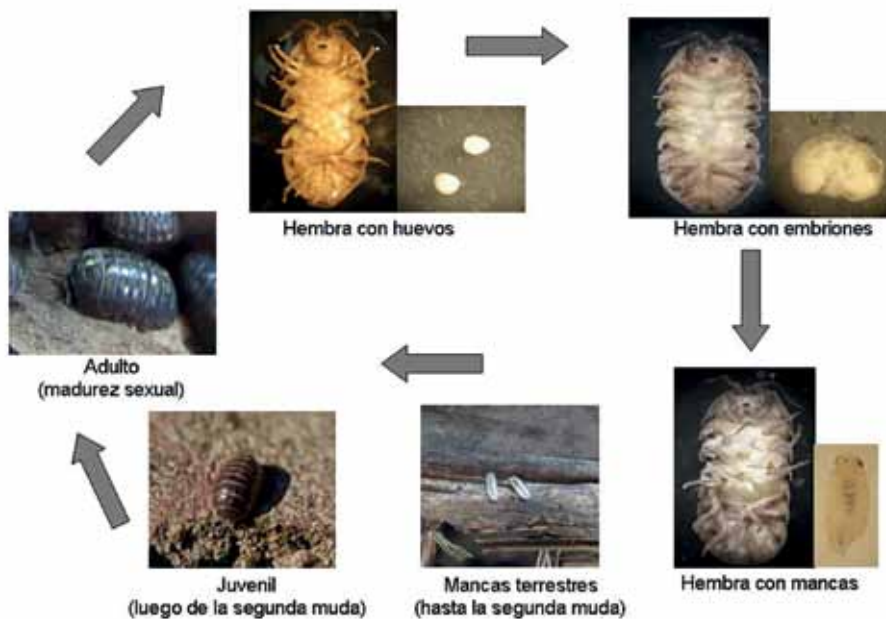 Hembra con huevos
Hembra con embriones
Adulto
(madurez sexual)
Juvenil
(luego de la segunda muda)
Mancas terrestres
(hasta la segunda muda)
Hembra con mancas